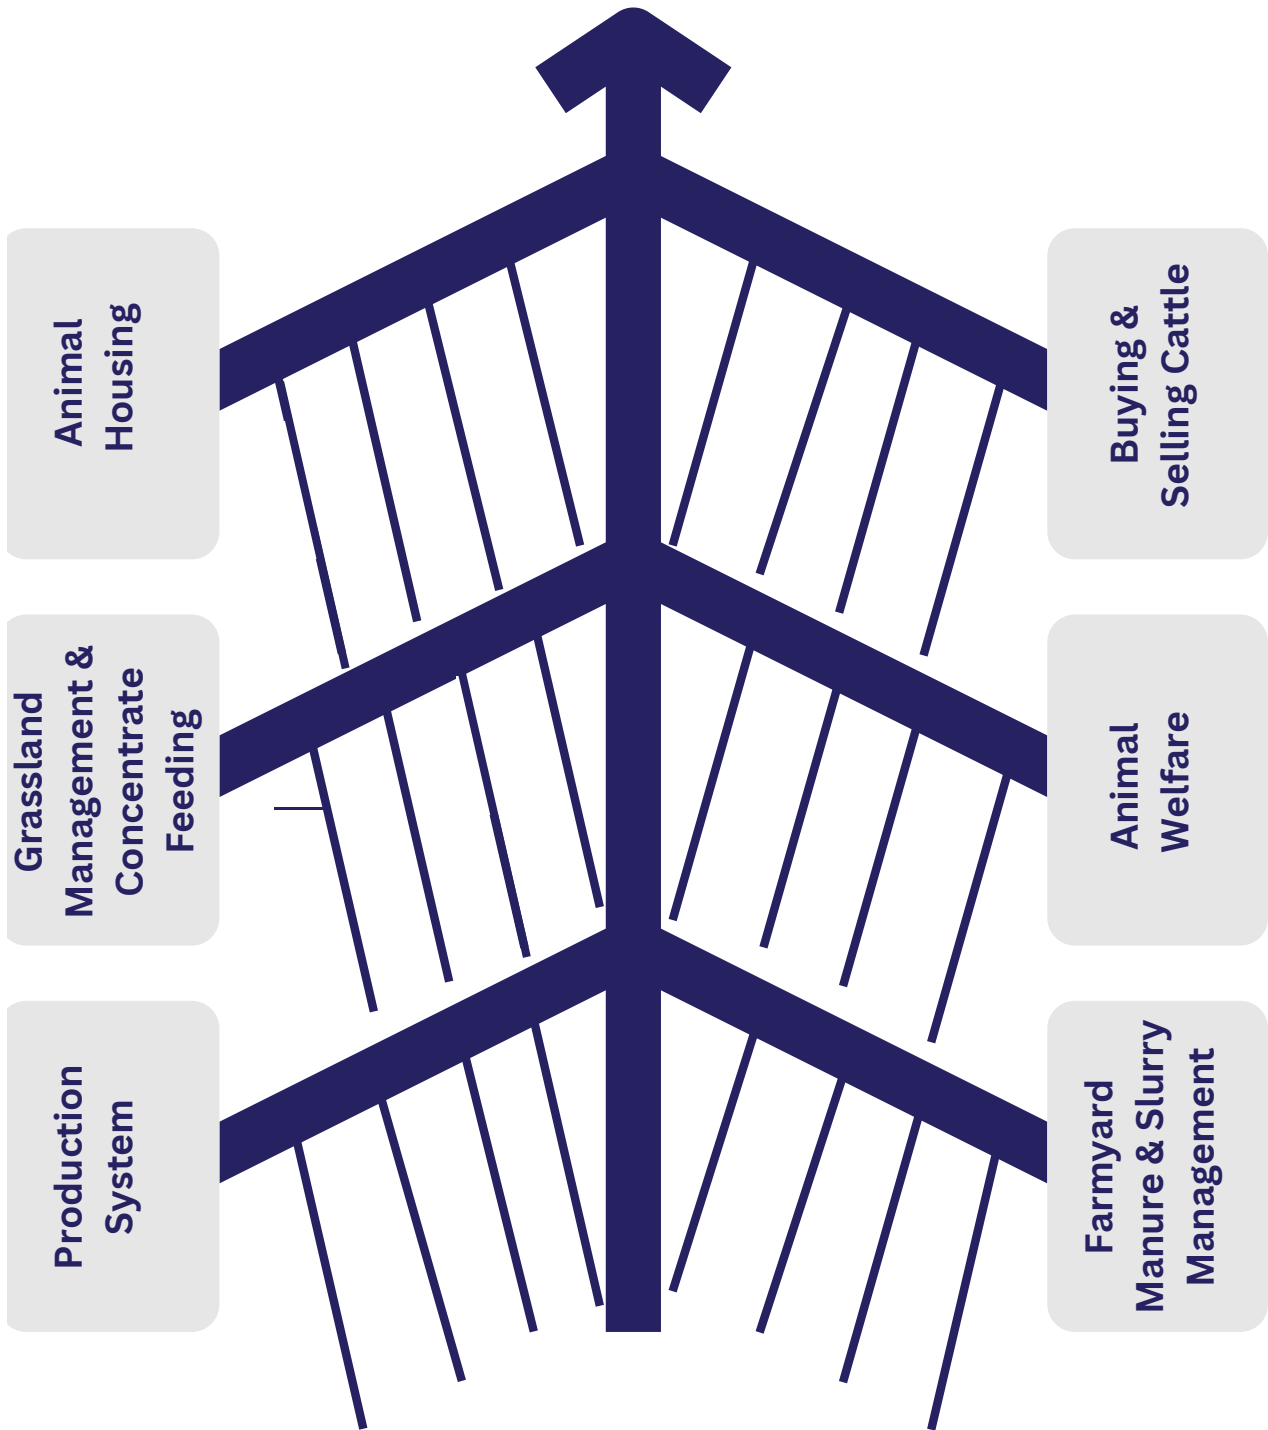 Animal
Housing
Grassland
Management &
Concentrate
Feeding
Production
System
Buying &
Selling Cattle
Animal
Welfare
Farmyard
Manure & Slurry
Management